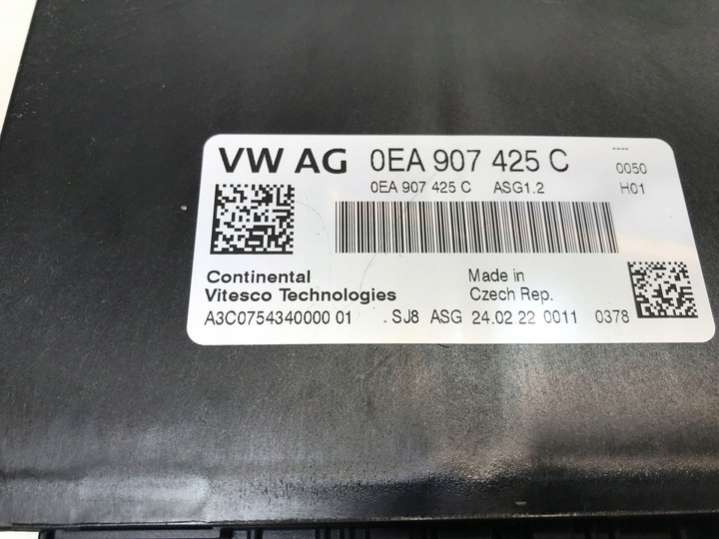 VW AG 0EA 907 425 C ----
0050
0EA 907 425 C ASG1.2 H01
Continental Made in
Vitesco Technologies Czech Rep.
A3C0754340000 01 .SJ8 ASG 24.02.22 0011 0378